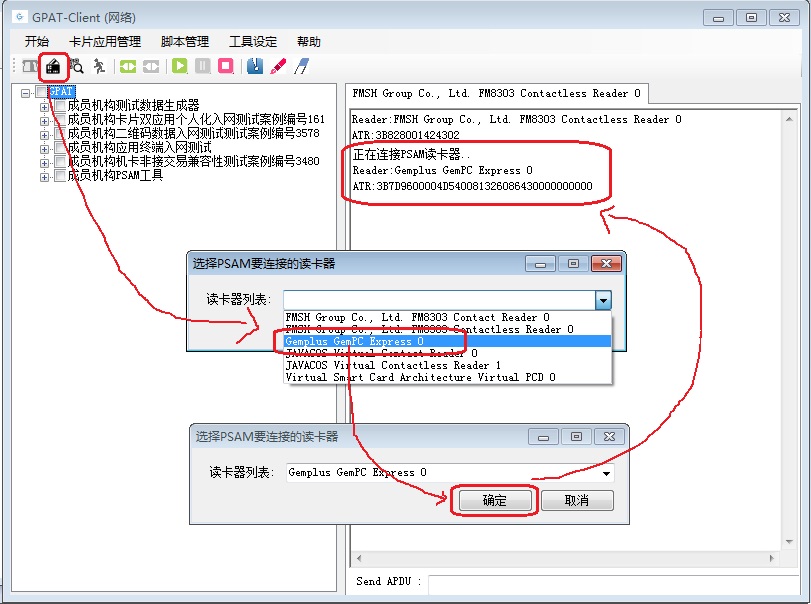 GPAT-Client (网络)
开始 卡片应用管理 脚本管理 工具设定 帮助
GPAT
成员机构测试数据生成器
成员机构卡片双应用个人化入网测试案例编号161
成员机构二维码数据入网测试测试案例编号3578
成员机构应用终端入网测试
成员机构机卡非接交易兼容性测试案例编号3480
成员机构PSAM工具
FMSH Group Co., Ltd. FM8303 Contactless Reader 0
Reader:FMSH Group Co., Ltd. FM8303 Contactless Reader 0
ATR:3B828001424302
正在连接PSAM读卡器..
Reader:Gemplus GemPC Express 0
ATR:3B7D9600004D540081326086430000000000
选择PSAM要连接的读卡器
读卡器列表:
FMSH Group Co., Ltd. FM8303 Contact Reader 0
FMSH Group Co., Ltd. FM8303 Contactless Reader 0
Gemplus GemPC Express 0
JAVACOS Virtual Contact Reader 0
JAVACOS Virtual Contactless Reader 1
Virtual Smart Card Architecture Virtual PCD 0
选择PSAM要连接的读卡器
读卡器列表: Gemplus GemPC Express 0
确定 取消
Send APDU :